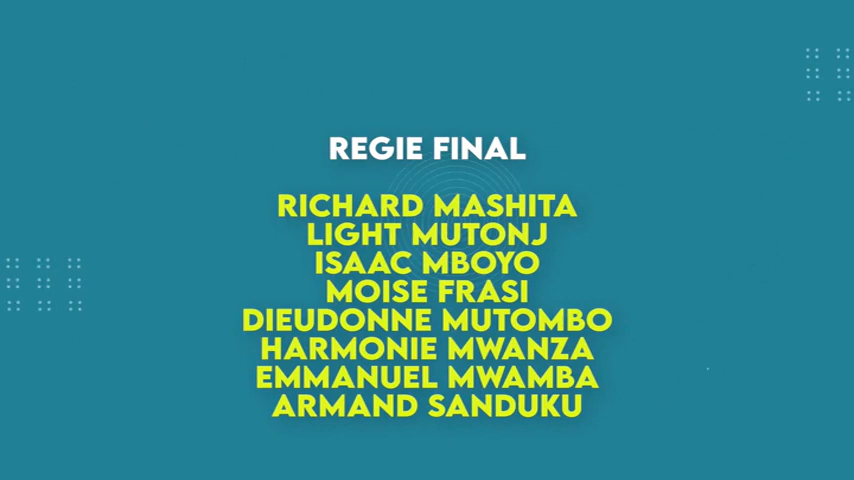 REGIE FINAL
RICHARD MASHITA
LIGHT MUTONJ
ISAAC MBOYO
MOISE FRASI
DIEUDONNE MUTOMBO
HARMONIE MWANZA
EMMANUEL MWAMBA
ARMAND SANDUKU